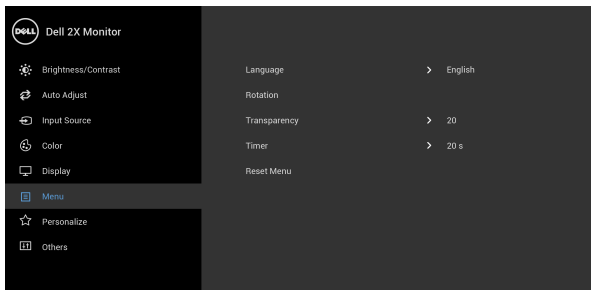 DELL Dell 2X Monitor
Brightness/Contrast Language English
Auto Adjust Rotation
Input Source Transparency 20
Color Timer 20 s
Display Reset Menu
Menu
Personalize
Others